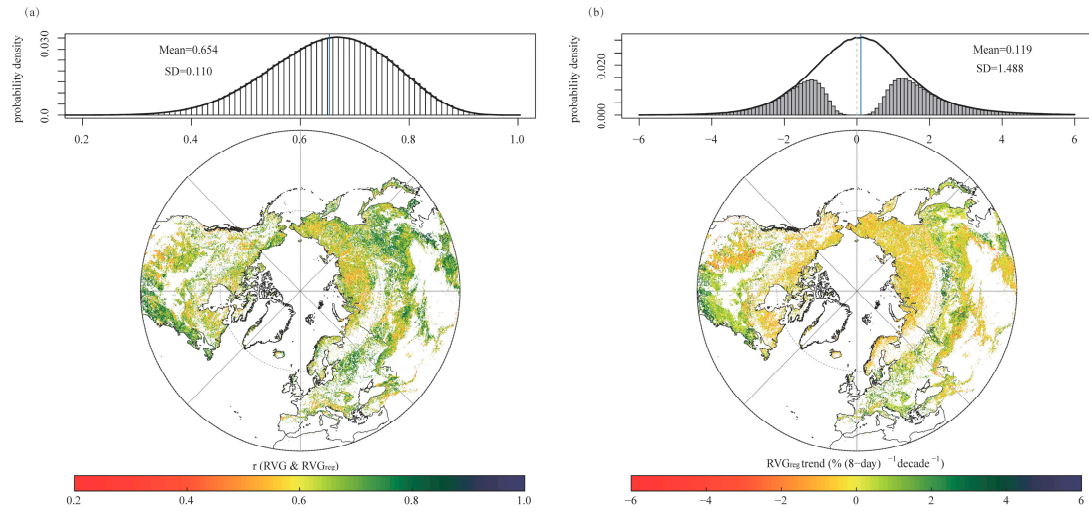 (a)
probability density
0.030
0.0
Mean=0.654
SD=0.110
0.2 0.4 0.6 0.8 1.0
r (RVG & RVGreg)
0.2 0.4 0.6 0.8 1.0
(b)
probability density
0.020
0.000
Mean=0.119
SD=1.488
−6 −4 −2 0 2 4 6
RVGreg trend (% (8−day) ⁻¹ decade ⁻¹)
−6 −4 −2 0 2 4 6